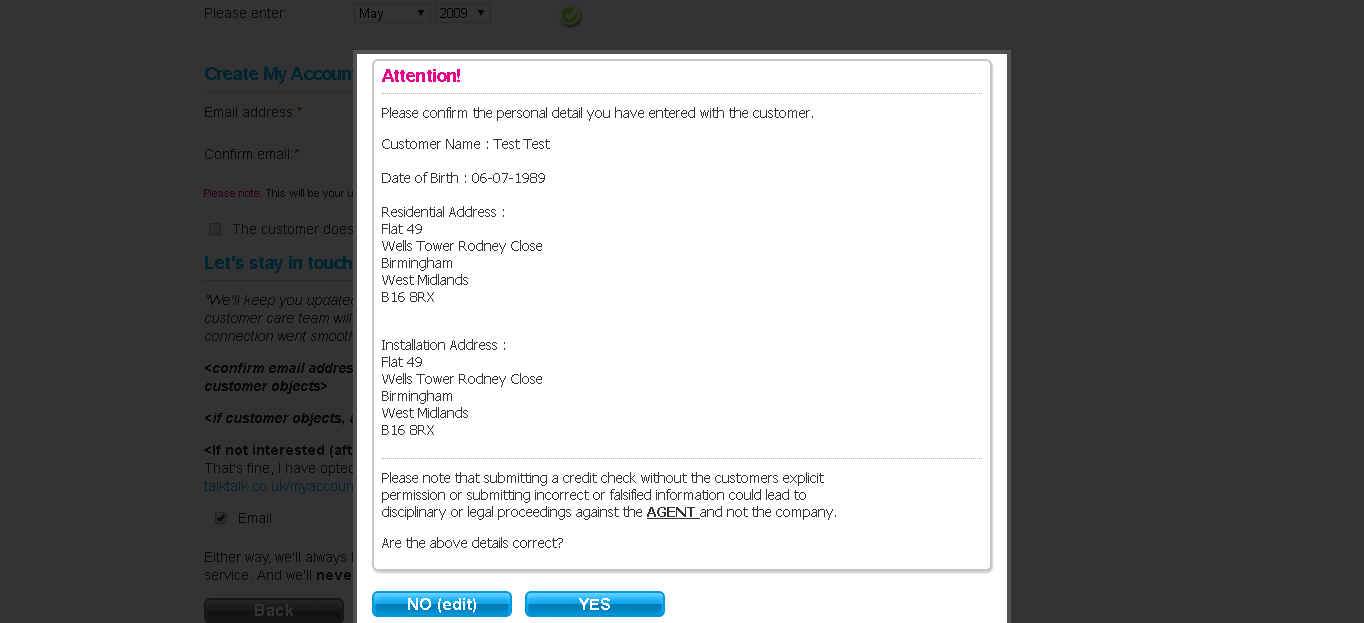 Please enter:
May
2009
Create My Accoun
Email address:*
Confirm email:*
Please note: This will be your u
The customer does
Let's stay in touch
"We'll keep you updated
customer care team will
connection went smooth
<confirm email addres
customer objects>
<if customer objects, a
<If not interested (aft
That's fine, I have opted
talktalk.co.uk/myaccoun
Email
Either way, we'll always
service. And we'll never
Back
Attention!
Please confirm the personal detail you have entered with the customer.
Customer Name : Test Test
Date of Birth : 06-07-1989
Residential Address :
Flat 49
Wells Tower Rodney Close
Birmingham
West Midlands
B16 8RX
Installation Address :
Flat 49
Wells Tower Rodney Close
Birmingham
West Midlands
B16 8RX
Please note that submitting a credit check without the customers explicit
permission or submitting incorrect or falsified information could lead to
disciplinary or legal proceedings against the AGENT and not the company.
Are the above details correct?
NO (edit)
YES